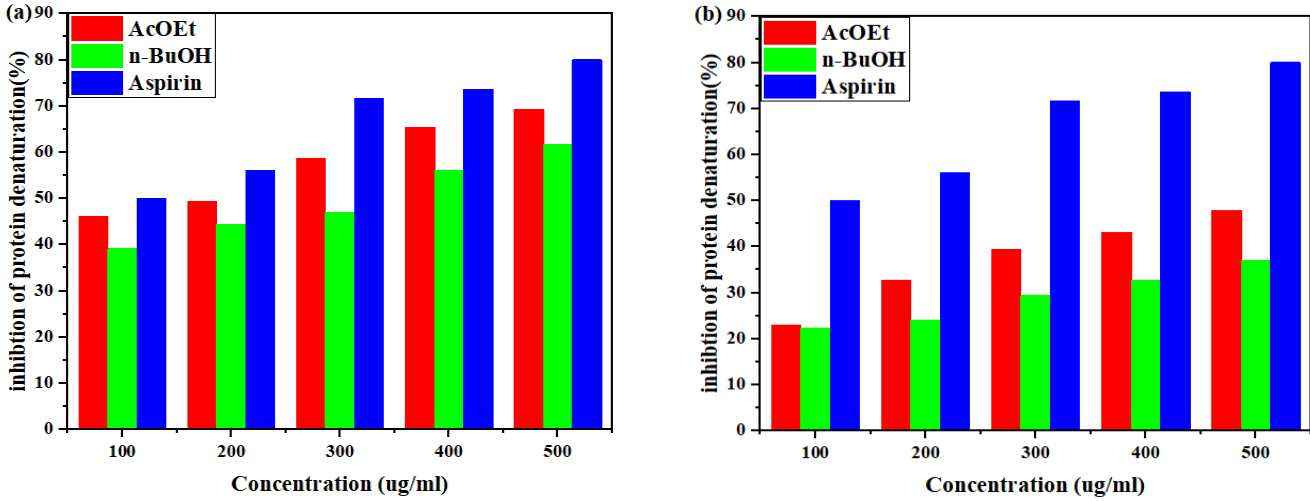 (a)
90
80
70
60
50
40
30
20
10
0
inhibtion of protein denaturation(%)
AcOEt
n-BuOH
Aspirin
100 200 300 400 500
Concentration (ug/ml)
(b)
90
80
70
60
50
40
30
20
10
0
inhibtion of protein denaturation(%)
AcOEt
n-BuOH
Aspirin
100 200 300 400 500
Concentration (ug/ml)